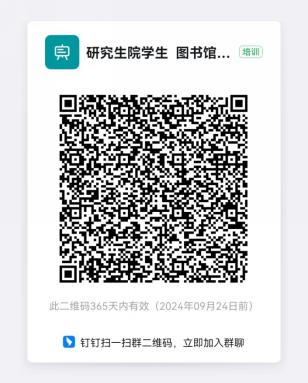 研究生院学生 图书馆... 培训
此二维码365天内有效（2024年09月24日前）
钉钉扫一扫群二维码，立即加入群聊